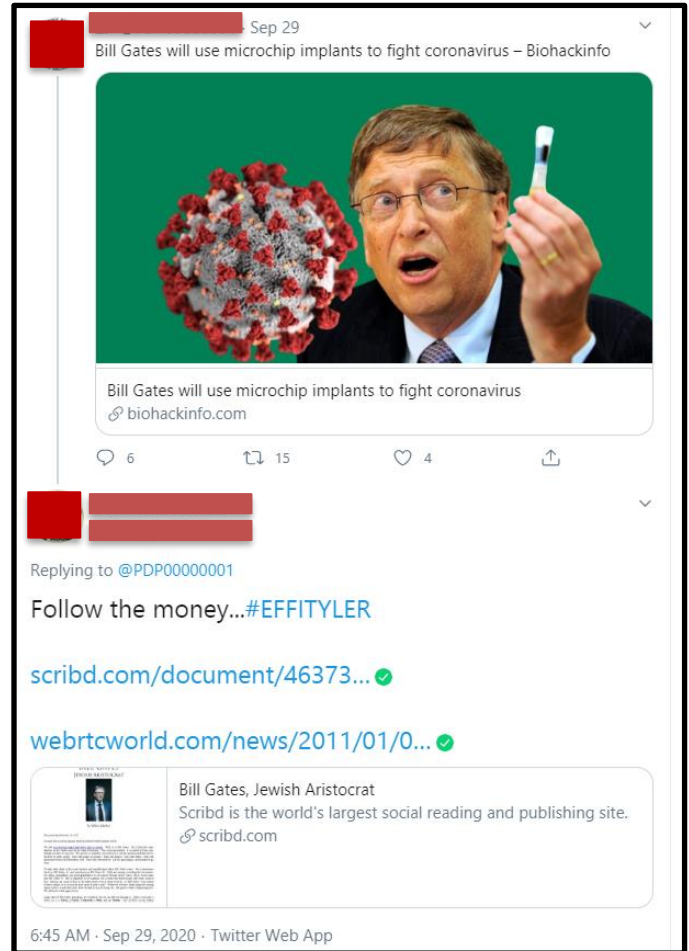 Sep 29
Bill Gates will use microchip implants to fight coronavirus – Biohackinfo
Bill Gates will use microchip implants to fight coronavirus
biohackinfo.com
6 15 4
Replying to @PDP00000001
Follow the money...#EFFITYLER
scribd.com/document/46373...
webrtcworld.com/news/2011/01/0...
Bill Gates, Jewish Aristocrat
Scribd is the world's largest social reading and publishing site.
scribd.com
6:45 AM · Sep 29, 2020 · Twitter Web App